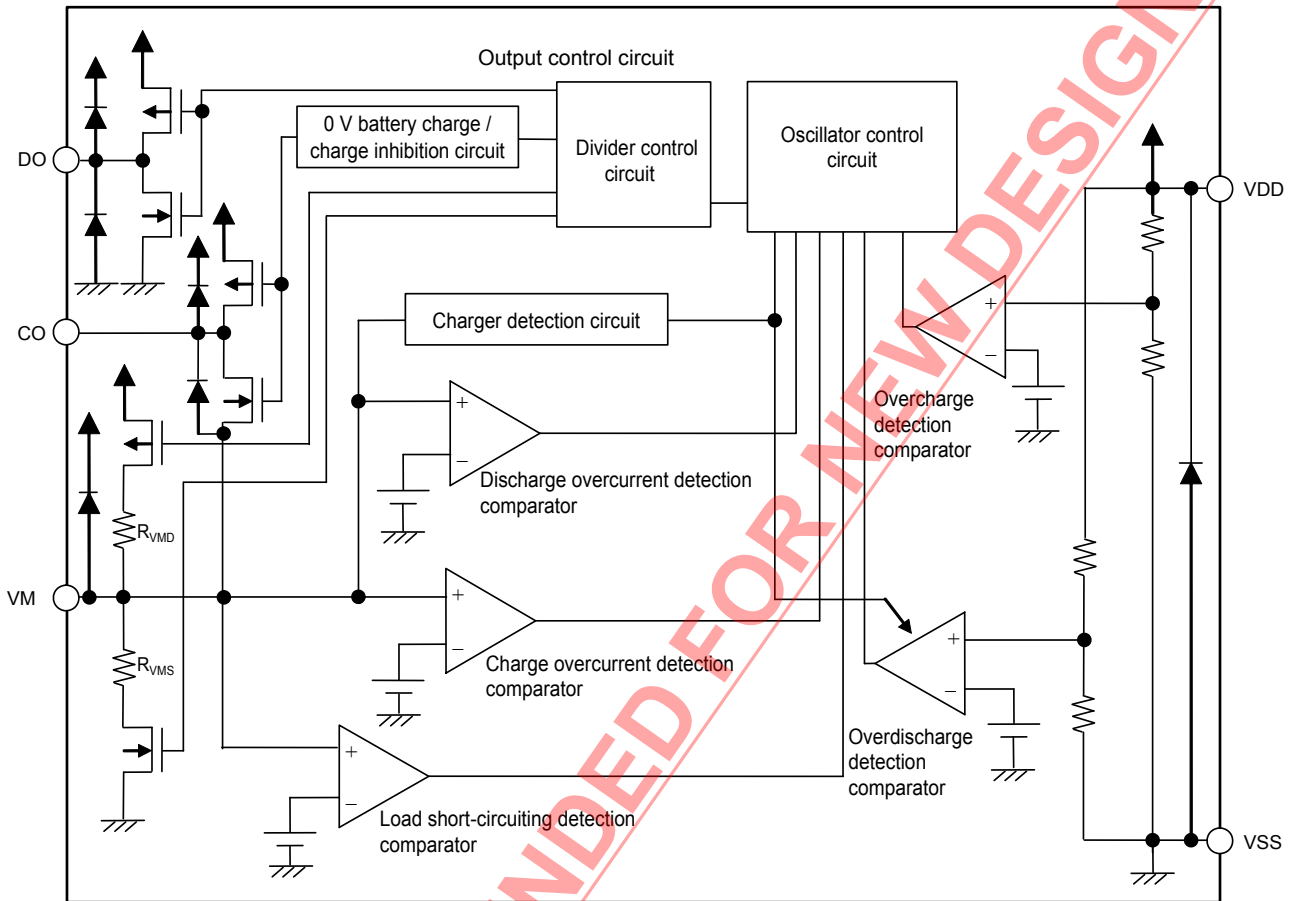 Output control circuit
0 V battery charge /
charge inhibition circuit
Divider control
circuit
Oscillator control
circuit
DO
VDD
CO
Charger detection circuit
+
−
Overcharge
detection
comparator
+
−
Discharge overcurrent detection
comparator
RVMD
VM
+
−
Charge overcurrent detection
comparator
RVMS
+
−
Overdischarge
detection
comparator
+
−
Load short-circuiting detection
comparator
VSS
NDED FOR NEW DESIGN